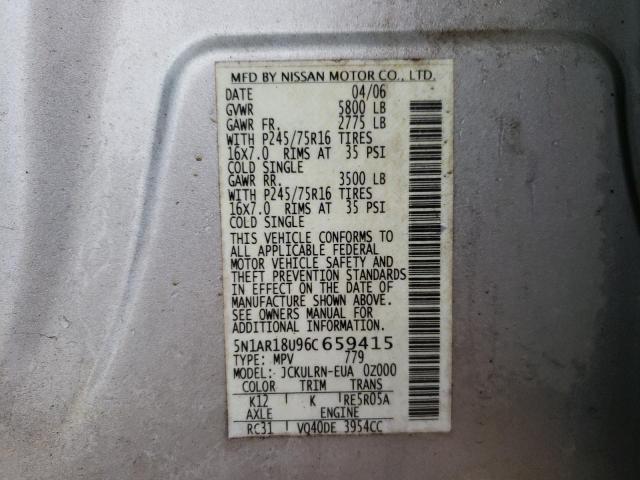 MFD BY NISSAN MOTOR CO., LTD.
DATE 04/06
GVWR 5800 LB
GAWR FR. 2775 LB
WITH P245/75R16 TIRES
16X7.0 RIMS AT 35 PSI
COLD SINGLE
GAWR RR. 3500 LB
WITH P245/75R16 TIRES
16X7.0 RIMS AT 35 PSI
COLD SINGLE
THIS VEHICLE CONFORMS TO
ALL APPLICABLE FEDERAL
MOTOR VEHICLE SAFETY AND
THEFT PREVENTION STANDARDS
IN EFFECT ON THE DATE OF
MANUFACTURE SHOWN ABOVE.
SEE OWNERS MANUAL FOR
ADDITIONAL INFORMATION.
5N1AR18U96C659415
TYPE: MPV 779
MODEL: JCKULRN-EUA 0Z000
COLOR TRIM TRANS
K12 K RE5R05A
AXLE ENGINE
RC31 VQ40DE 3954CC